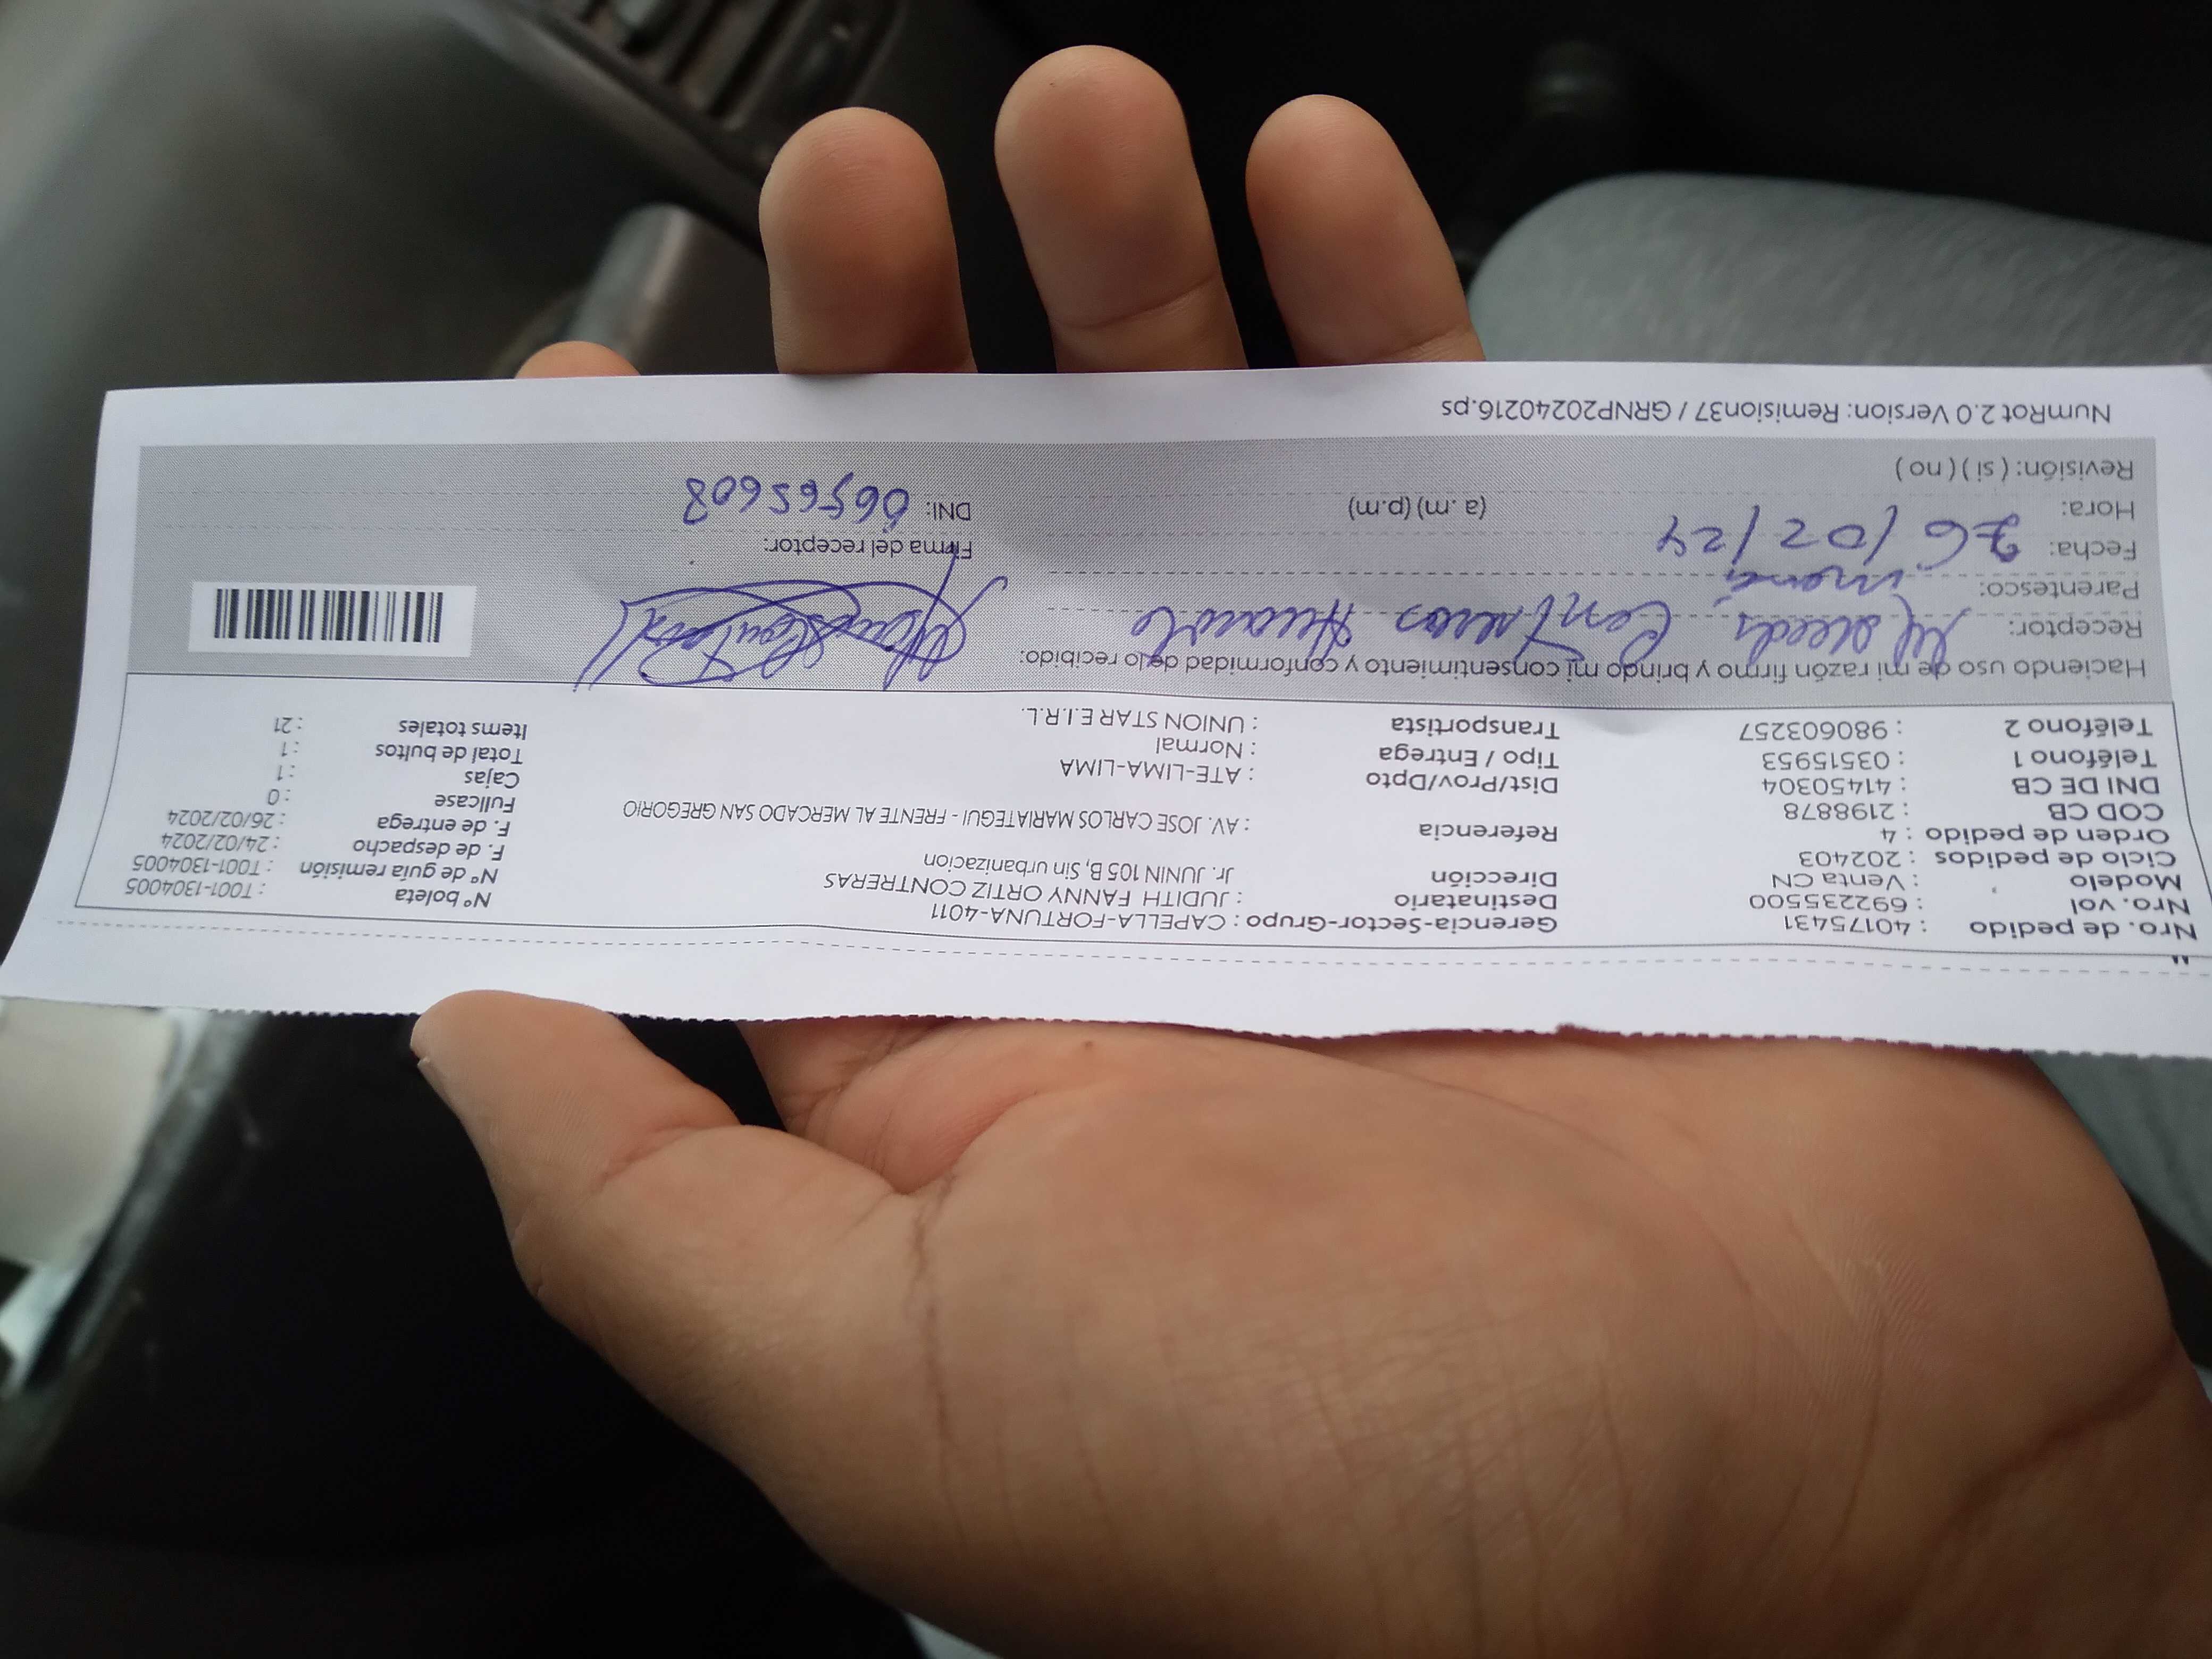 Nro. de pedido : 40175431 Gerencia-Sector-Grupo : CAPELLA-FORTUNA-4011 Nº boleta : T001-1304005
Nro. vol : 692235500 Destinatario : JUDITH FANNY ORTIZ CONTRERAS Nº de guía remisión : T001-1304005
Modelo : Venta CN Dirección Jr. JUNIN 105 B, Sin urbanizacion F. de despacho : 24/02/2024
Ciclo de pedidos : 202403 Referencia : AV. JOSE CARLOS MARIATEGUI - FRENTE AL MERCADO SAN GREGORIO F. de entrega : 26/02/2024
Orden de pedido : 4 Fullcase : 0
COD CB : 2198878 Dist/Prov/Dpto : ATE-LIMA-LIMA Cajas : 1
DNI DE CB : 41450304 Tipo / Entrega : Normal Total de bultos : 1
Teléfono 1 : 03515953 Transportista : UNION STAR E.I.R.L. Items totales : 21
Teléfono 2 : 980603257
Haciendo uso de mi razón firmo y brindo mi consentimiento y conformidad de lo recibido:
Receptor: Contreras
Parentesco: mamá
Fecha: 26/02/24 Firma del receptor:
Hora: (a. m) (p.m) DNI: 06565608
Revisión: ( si ) ( no )
NumRot 2.0 Version: Remision37 / GRNP20240216.ps